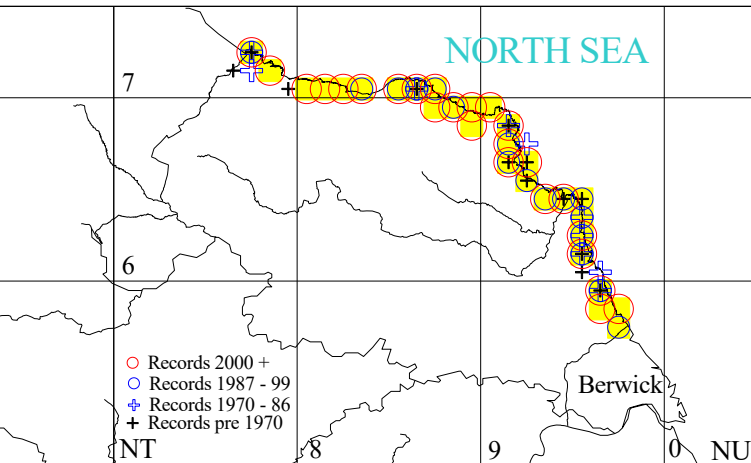 NORTH SEA
7
6
Records 2000 +
Records 1987 - 99
Records 1970 - 86
Records pre 1970
Berwick
NT 8 9 0 NU